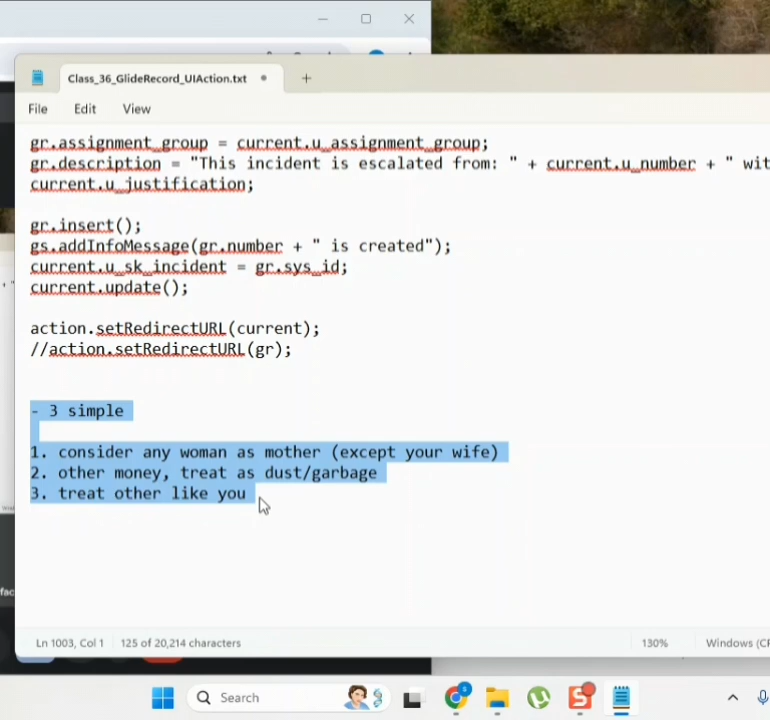 Class_36_GlideRecord_UIAction.txt
File Edit View
gr.assignment_group = current.u_assignment_group;
gr.description = "This incident is escalated from: " + current.u_number + " wit
current.u_justification;
gr.insert();
gs.addInfoMessage(gr.number + " is created");
current.u_sk_incident = gr.sys_id;
current.update();
action.setRedirectURL(current);
//action.setRedirectURL(gr);
- 3 simple
1. consider any woman as mother (except your wife)
2. other money, treat as dust/garbage
3. treat other like you
Ln 1003, Col 1 125 of 20,214 characters 130% Windows (CR
Search